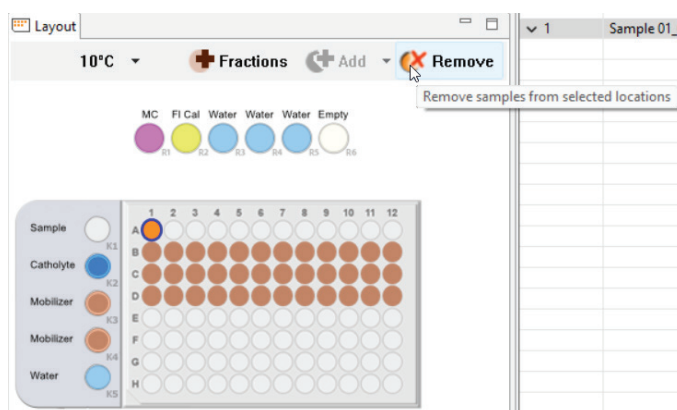 Layout
1 Sample 01_
10°C Fractions Add Remove
Remove samples from selected locations
MC Fl Cal Water Water Water Empty
R1 R2 R3 R4 R5 R6
1 2 3 4 5 6 7 8 9 10 11 12
Sample
K1
Catholyte
K2
Mobilizer
K3
Mobilizer
K4
Water
K5
A
B
C
D
E
F
G
H